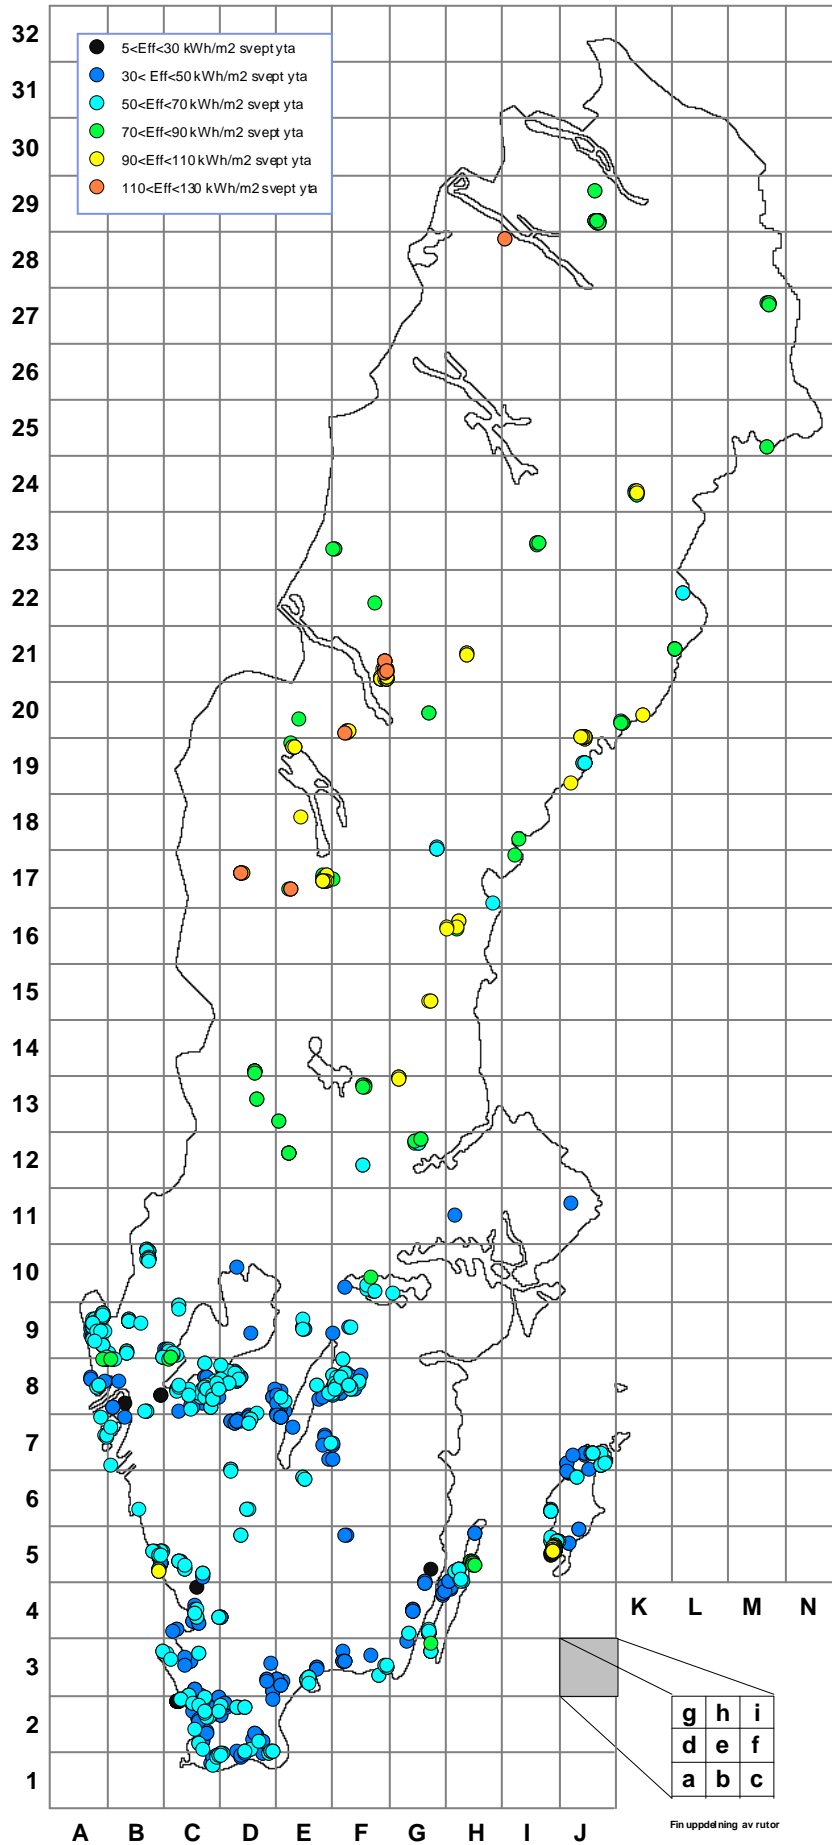 32
5<Eff<30 kWh/m2 svept yta
30< Eff<50 kWh/m2 svept yta
31
50<Eff<70 kWh/m2 svept yta
70<Eff<90 kWh/m2 svept yta
30
90<Eff<110 kWh/m2 svept yta
110<Eff<130 kWh/m2 svept yta
29
28
27
26
25
24
23
22
21
20
19
18
17
16
15
14
13
12
11
10
9
8
7
6
5
4
K L M N
3
g h i
2
d e f
a b c
1
Fin uppdelning av rutor
A B C D E F G H I J